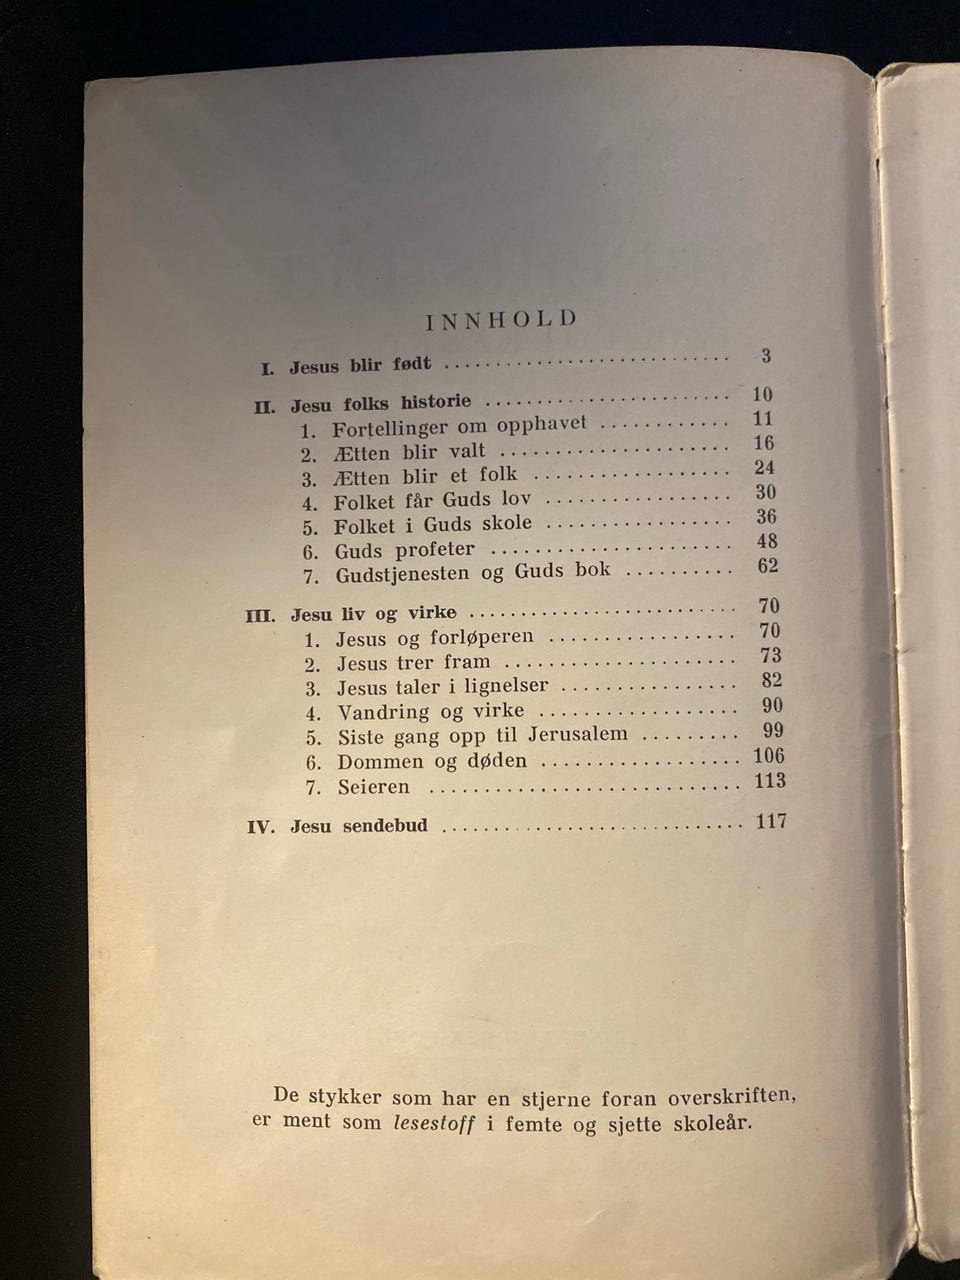 INNHOLD
I. Jesus blir født ........................... 3
II. Jesu folks historie ........................ 10
1. Fortellinger om opphavet ............ 11
2. Ætten blir valt ..................... 16
3. Ætten blir et folk .................. 24
4. Folket får Guds lov ................. 30
5. Folket i Guds skole ................. 36
6. Guds profeter ....................... 48
7. Gudstjenesten og Guds bok .......... 62
III. Jesu liv og virke .......................... 70
1. Jesus og forløperen ................. 70
2. Jesus trer fram ...................... 73
3. Jesus taler i lignelser ................ 82
4. Vandring og virke ................... 90
5. Siste gang opp til Jerusalem ......... 99
6. Dommen og døden ................... 106
7. Seieren ............................. 113
IV. Jesu sendebud ............................. 117
De stykker som har en stjerne foran overskriften,
er ment som lesestoff i femte og sjette skoleår.